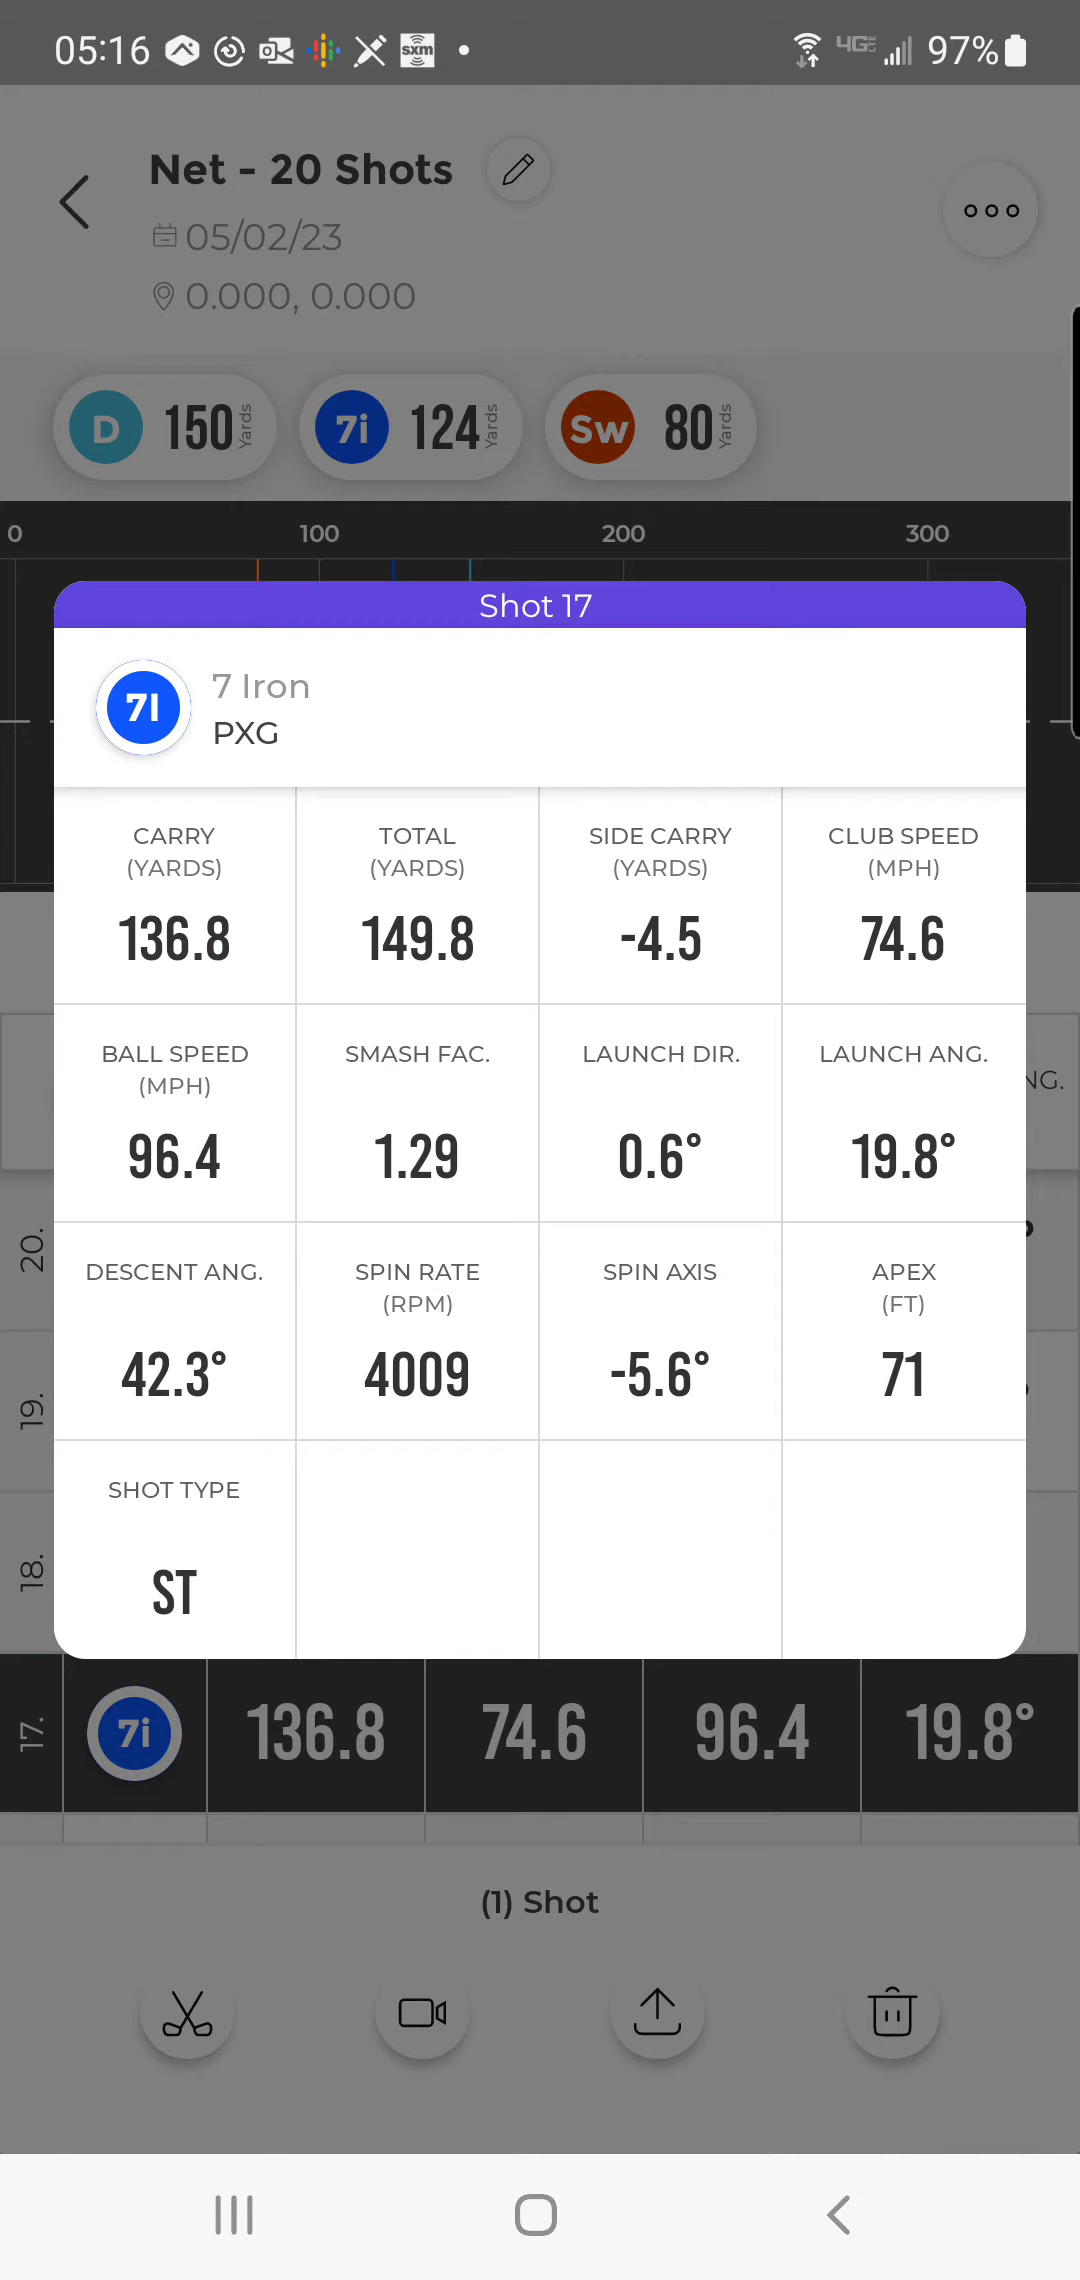 05:16 sxm 4GE 97%
Net - 20 Shots
05/02/23
0.000, 0.000
D 150 Yards 7i 124 Yards Sw 80 Yards
0 100 200 300
Shot 17
7I 7 Iron
PXG
CARRY TOTAL SIDE CARRY CLUB SPEED
(YARDS) (YARDS) (YARDS) (MPH)
136.8 149.8 -4.5 74.6
BALL SPEED SMASH FAC. LAUNCH DIR. LAUNCH ANG.
(MPH)
NG.
96.4 1.29 0.6° 19.8°
20.
DESCENT ANG. SPIN RATE SPIN AXIS APEX
(RPM) (FT)
42.3° 4009 -5.6° 71
19.
SHOT TYPE
18.
ST
17. 7i 136.8 74.6 96.4 19.8°
(1) Shot